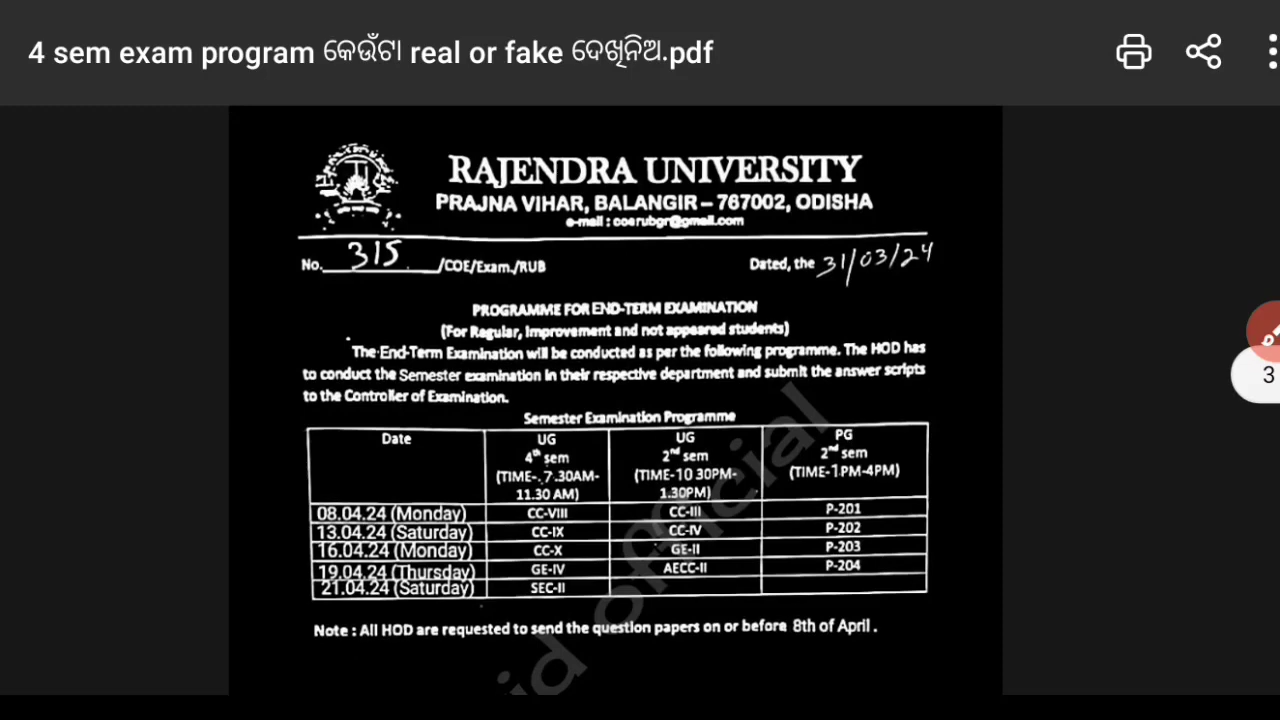 4 sem exam program କେଉଁଟା real or fake ଦେଖିନିଅ.pdf
RAJENDRA UNIVERSITY
PRAJNA VIHAR, BALANGIR – 767002, ODISHA
e-mail : coerubgr@gmail.com
No. 315 /COE/Exam./RUB Dated, the 31/03/24
PROGRAMME FOR END-TERM EXAMINATION
(For Regular, Improvement and not appeared students)
The End-Term Examination will be conducted as per the following programme. The HOD has
to conduct the Semester examination in their respective department and submit the answer scripts
to the Controller of Examination.
Semester Examination Programme
Date UG UG PG
4th sem 2nd sem 2nd sem
(TIME-.7.30AM- (TIME-10 30PM- (TIME-1PM-4PM)
11.30 AM) 1.30PM)
08.04.24 (Monday) CC-VIII CC-III P-201
13.04.24 (Saturday) CC-IX CC-IV P-202
16.04.24 (Monday) CC-X GE-II P-203
19.04.24 (Thursday) GE-IV AECC-II P-204
21.04.24 (Saturday) SEC-II
Note : All HOD are requested to send the question papers on or before 8th of April .
id official
3